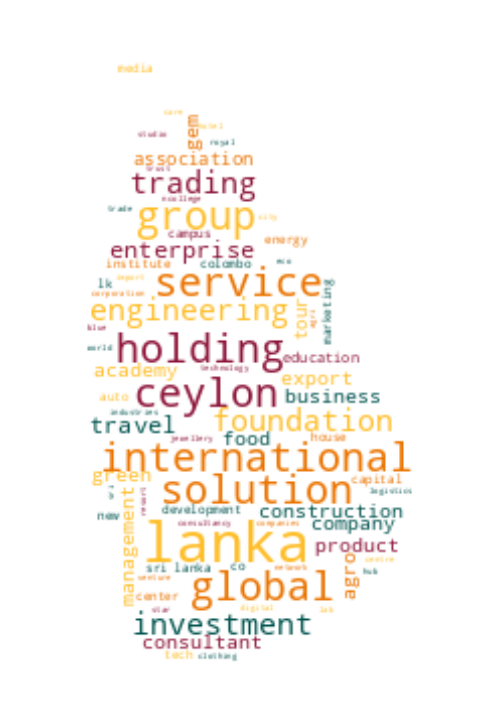 media
care
gem
hotel
studio
royal
association
trust
trading
college
trade
group
city
campus
enterprise
energy
institute
colombo
eco
service
lk
export
corporation
engineering
tour
agri
marketing
blue
world
holding
education
technology
academy
export
ceylon
auto
business
industries
travel
foundation
jewellery
food
house
international
green
solution
capital
logistics
resort
management
new
development
construction
consultancy
companies
company
lanka
product
centre
sri lanka
co
network
hub
venture
global
agro
center
star
digital
lab
investment
consultant
tech
clothing